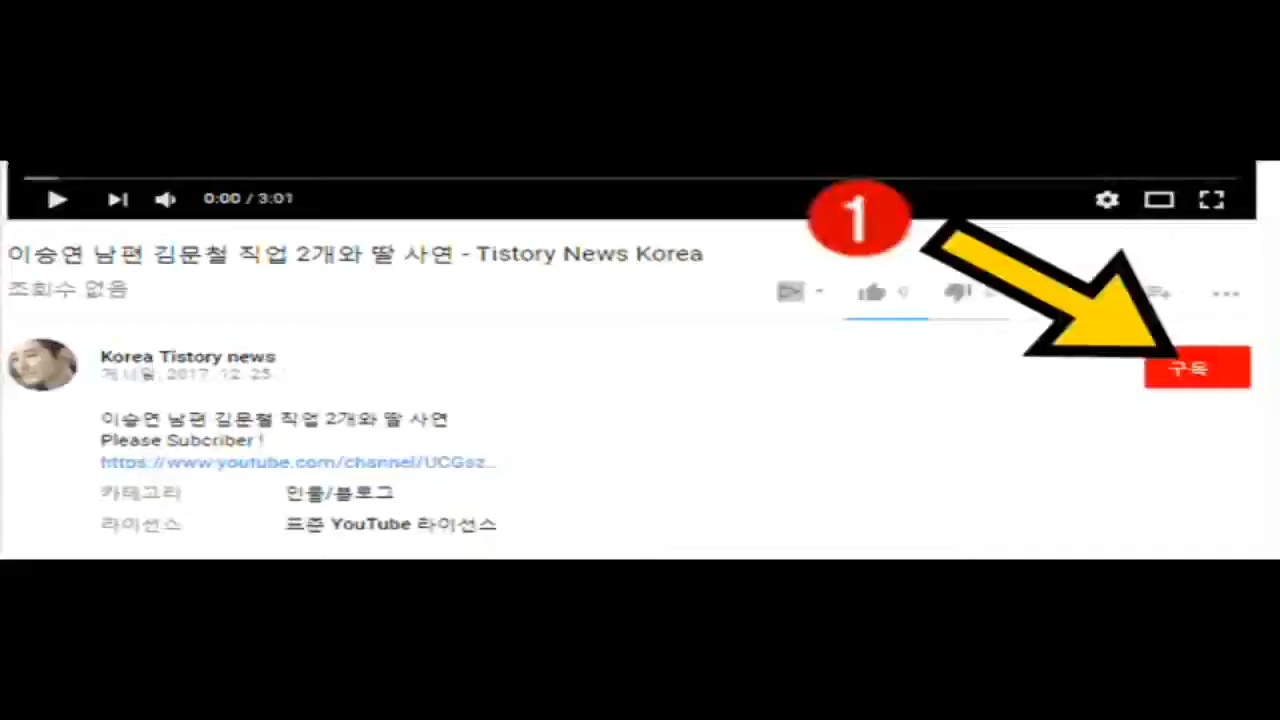 0:00 / 3:01
1
이승연 남편 김문철 직업 2개와 딸 사연 - Tistory News Korea
조회수 없음
0
Korea Tistory news
게시일: 2017. 12. 25.
구독
이승연 남편 김문철 직업 2개와 딸 사연
Please Subcriber !
https://www.youtube.com/channel/UCGsz...
카테고리 인물/블로그
라이선스 표준 YouTube 라이선스